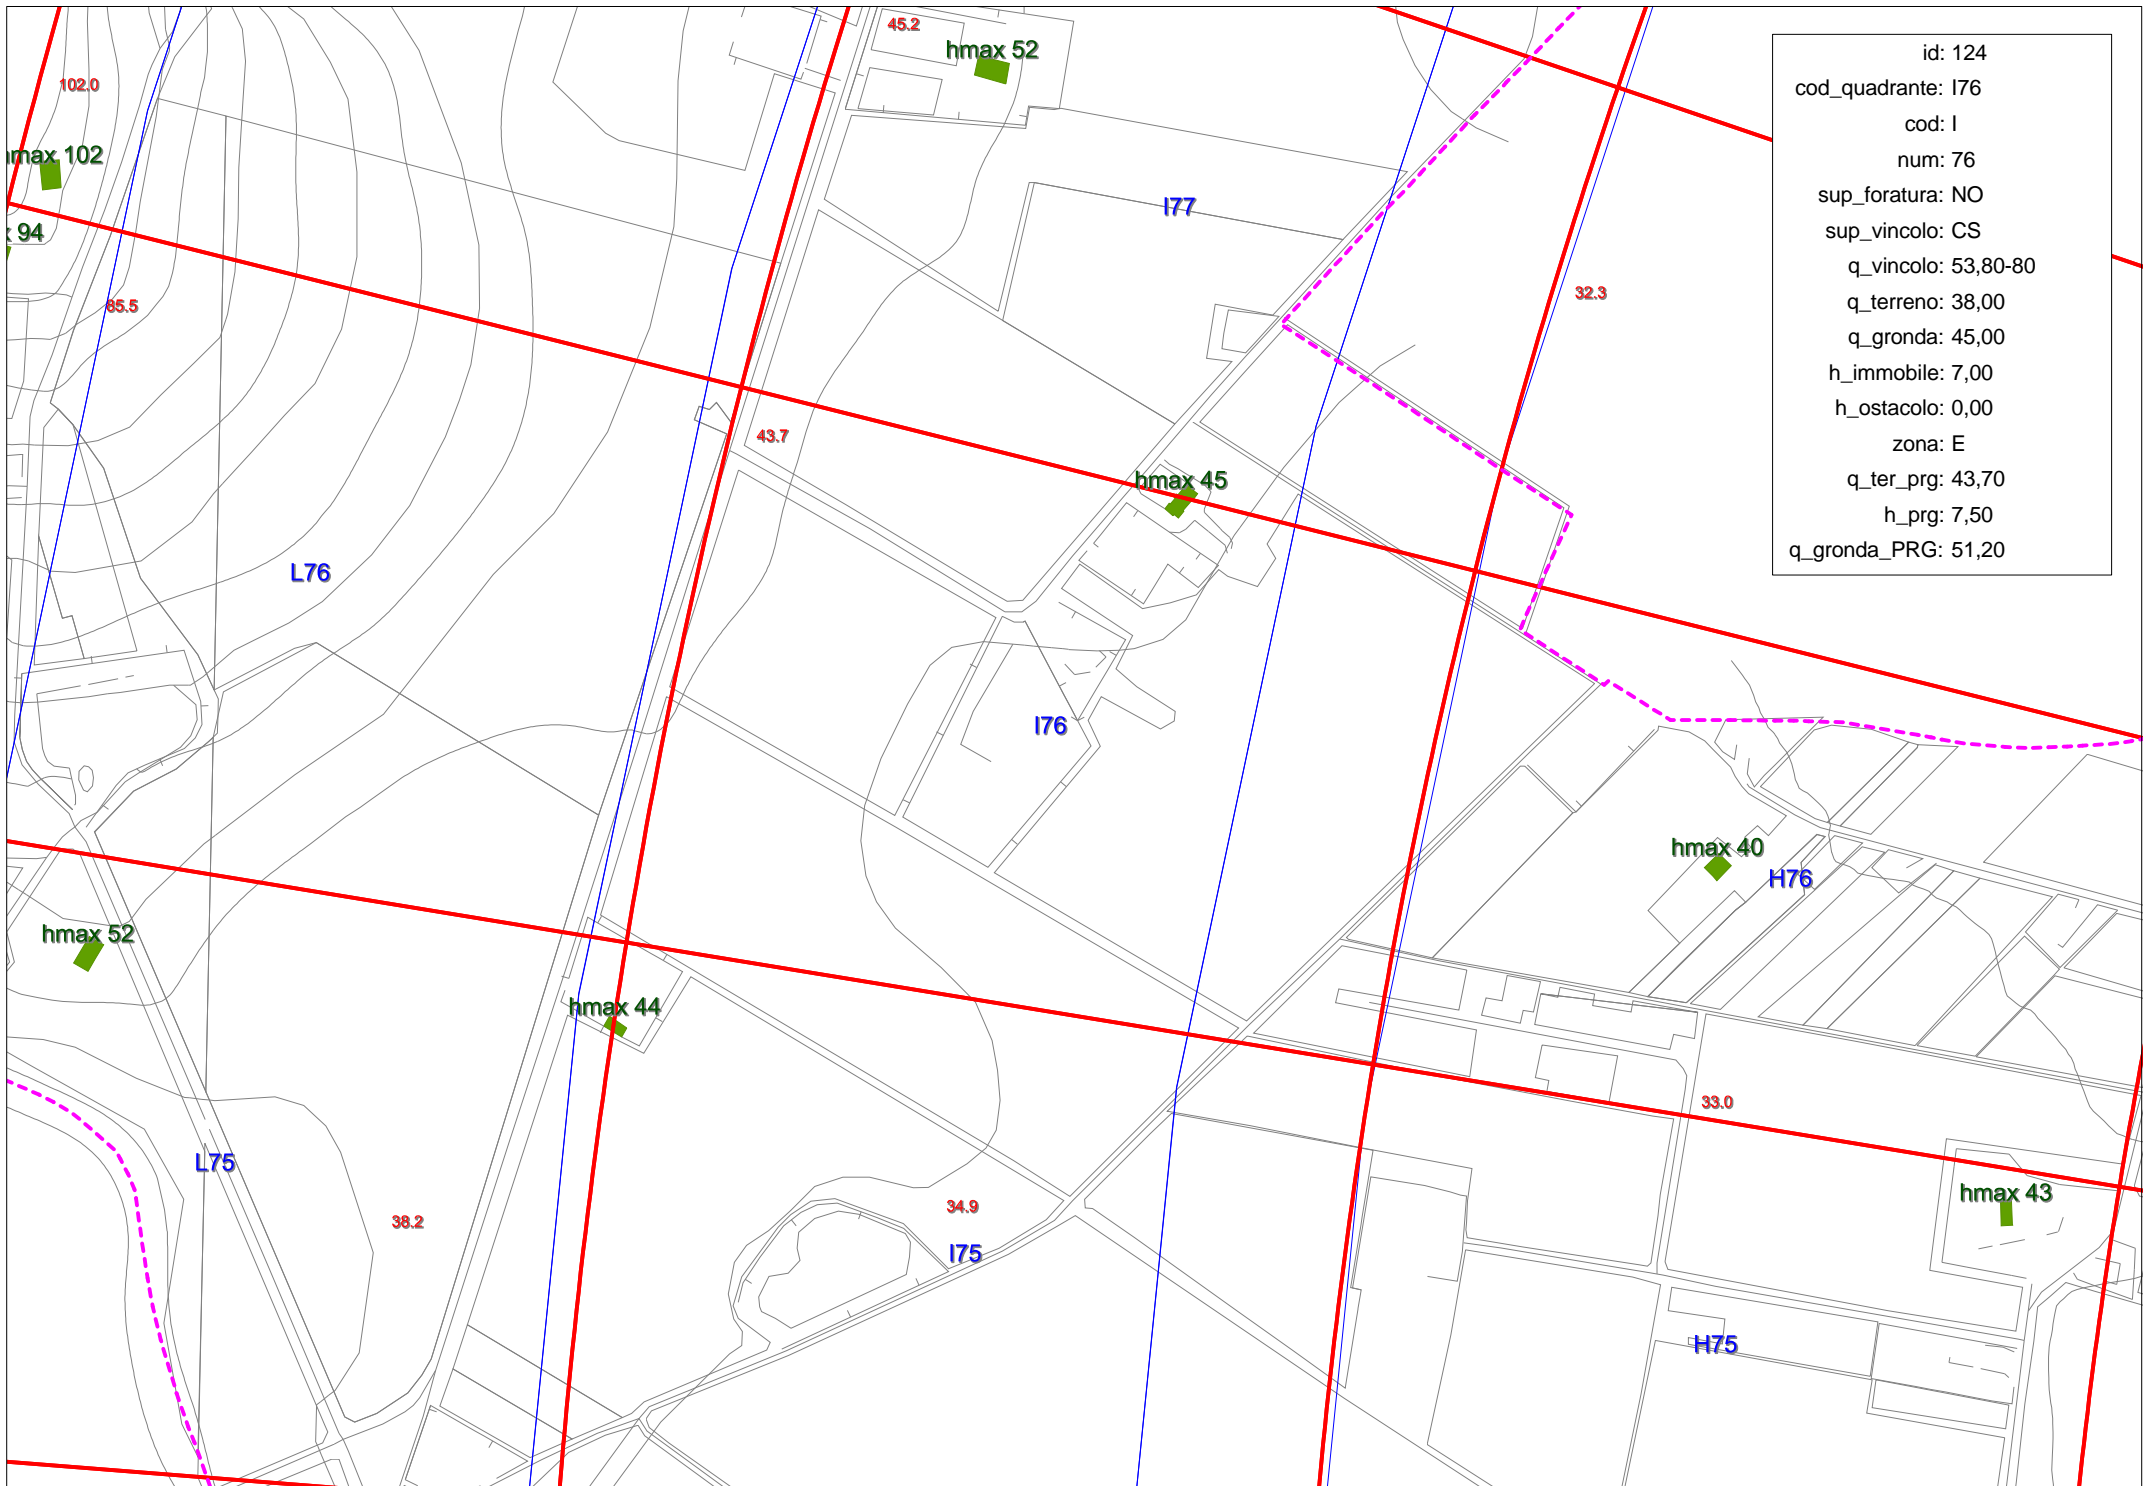 45.2
hmax 52
102.0
hmax 102
I77
x 94
85.5
32.3
43.7
hmax 45
L76
I76
hmax 40
H76
hmax 52
hmax 44
33.0
L75
hmax 43
34.9
38.2
I75
H75
id: 124
cod_quadrante: I76
cod: I
num: 76
sup_foratura: NO
sup_vincolo: CS
q_vincolo: 53,80-80
q_terreno: 38,00
q_gronda: 45,00
h_immobile: 7,00
h_ostacolo: 0,00
zona: E
q_ter_prg: 43,70
h_prg: 7,50
q_gronda_PRG: 51,20